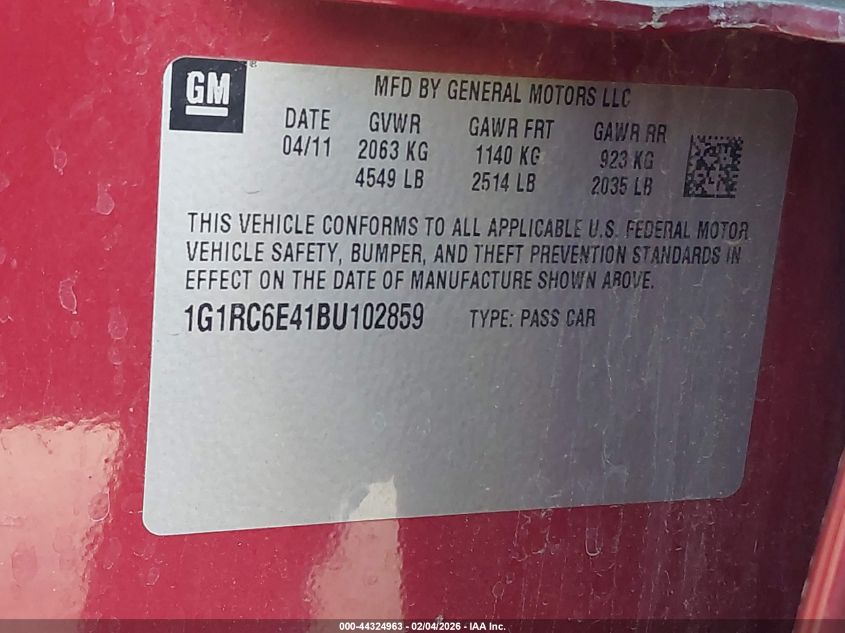 GM®
MFD BY GENERAL MOTORS LLC
DATE GVWR GAWR FRT GAWR RR
04/11 2063 KG 1140 KG 923 KG
4549 LB 2514 LB 2035 LB
THIS VEHICLE CONFORMS TO ALL APPLICABLE U.S. FEDERAL MOTOR
VEHICLE SAFETY, BUMPER, AND THEFT PREVENTION STANDARDS IN
EFFECT ON THE DATE OF MANUFACTURE SHOWN ABOVE.
1G1RC6E41BU102859 TYPE: PASS CAR
000-44324963 - 02/04/2026 - IAA Inc.